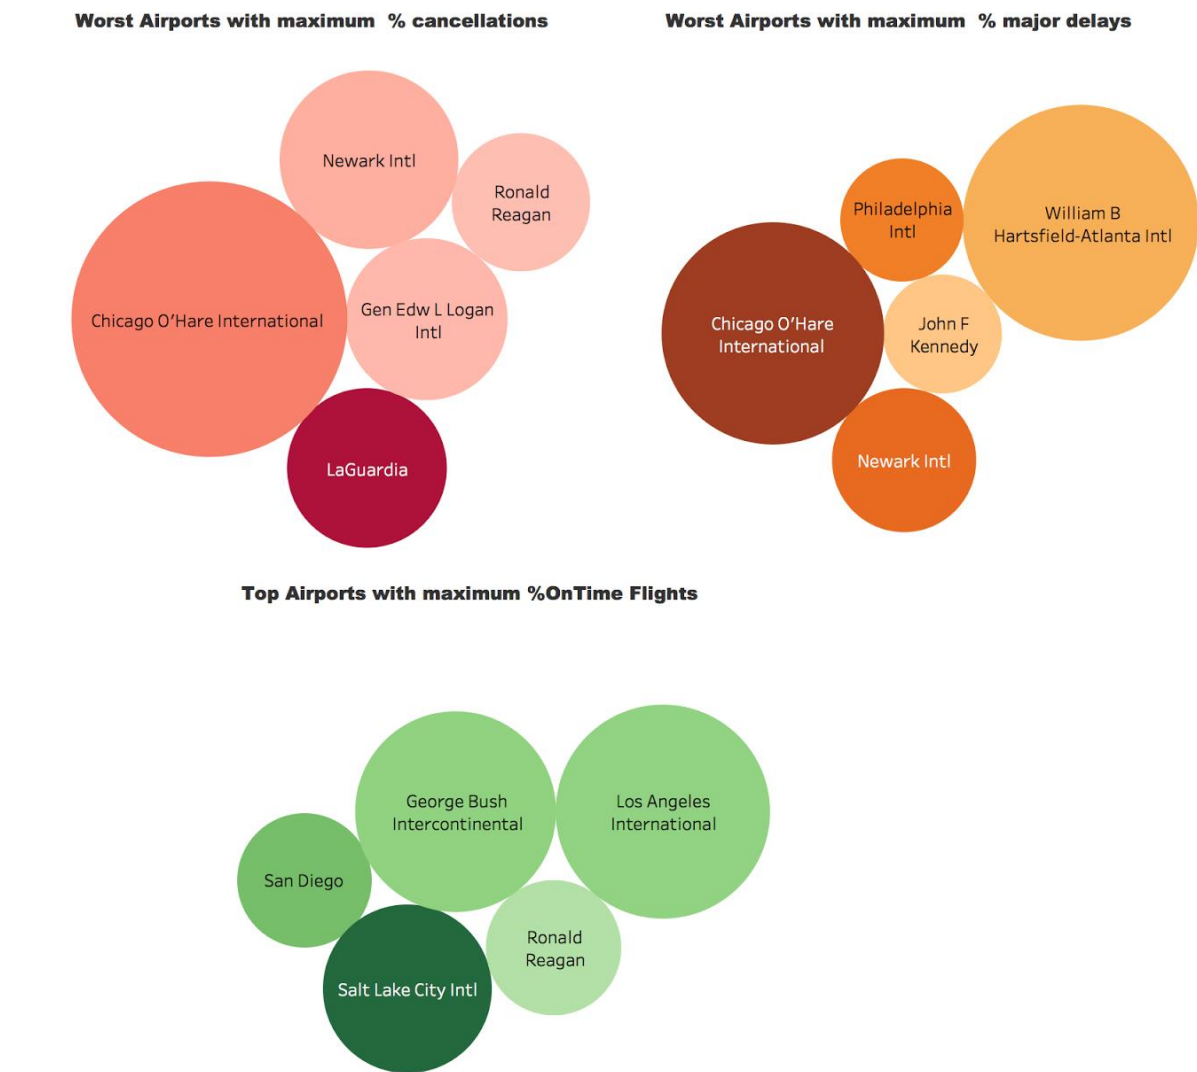 Worst Airports with maximum % cancellations
Newark Intl
Ronald
Reagan
Chicago O'Hare International
Gen Edw L Logan
Intl
LaGuardia
Worst Airports with maximum % major delays
Philadelphia
Intl
William B
Hartsfield-Atlanta Intl
Chicago O'Hare
International
John F
Kennedy
Newark Intl
Top Airports with maximum %OnTime Flights
George Bush
Intercontinental
Los Angeles
International
San Diego
Ronald
Reagan
Salt Lake City Intl